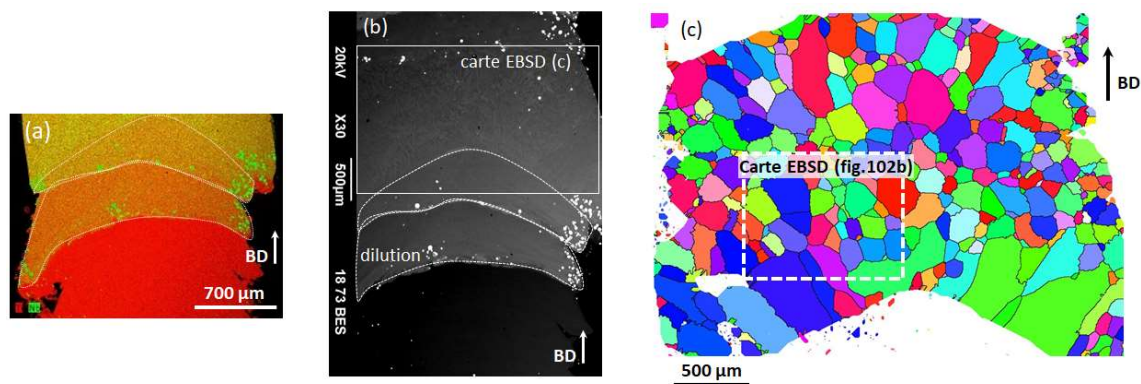 (a)
BD
700 µm
(b)
carte EBSD (c)
20kV
X30
500µm
18 73 BES
dilution
BD
(c)
BD
Carte EBSD (fig.102b)
500 µm